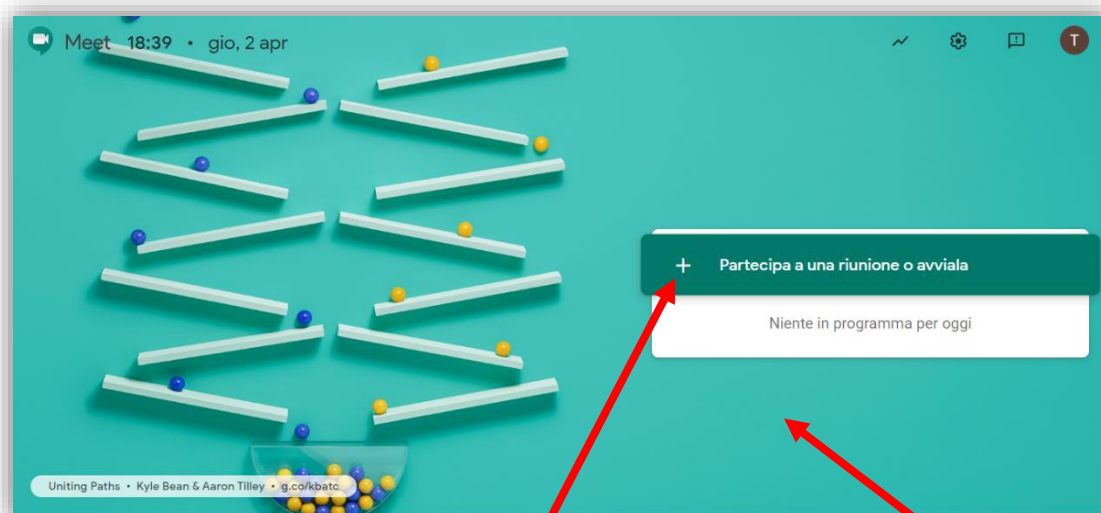 Meet 18:39 • gio, 2 apr
T
+ Partecipa a una riunione o avviala
Niente in programma per oggi
Uniting Paths • Kyle Bean & Aaron Tilley • g.co/kbatc